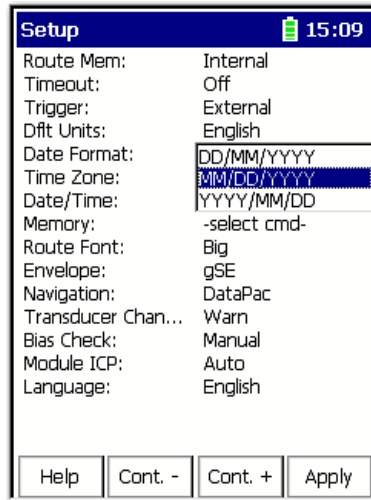 Setup 15:09
Route Mem: Internal
Timeout: Off
Trigger: External
Dflt Units: English
Date Format: DD/MM/YYYY
Time Zone: MM/DD/YYYY
Date/Time: YYYY/MM/DD
Memory: -select cmd-
Route Font: Big
Envelope: gSE
Navigation: DataPac
Transducer Chan... Warn
Bias Check: Manual
Module ICP: Auto
Language: English
Help Cont. - Cont. + Apply